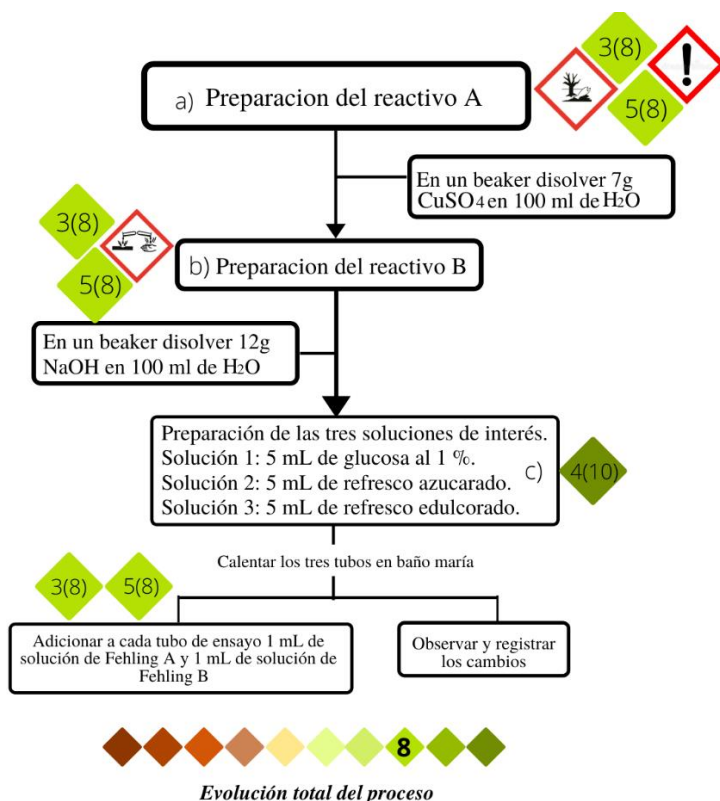 3(8)
5(8)
a) Preparacion del reactivo A
En un beaker disolver 7g
CuSO4 en 100 ml de H2O
3(8)
5(8)
b) Preparacion del reactivo B
En un beaker disolver 12g
NaOH en 100 ml de H2O
Preparación de las tres soluciones de interés.
Solución 1: 5 mL de glucosa al 1 %.
Solución 2: 5 mL de refresco azucarado.
Solución 3: 5 mL de refresco edulcorado.
c)
4(10)
Calentar los tres tubos en baño maría
3(8)
5(8)
Adicionar a cada tubo de ensayo 1 mL de
solución de Fehling A y 1 mL de solución de
Fehling B
Observar y registrar
los cambios
8
Evolución total del proceso